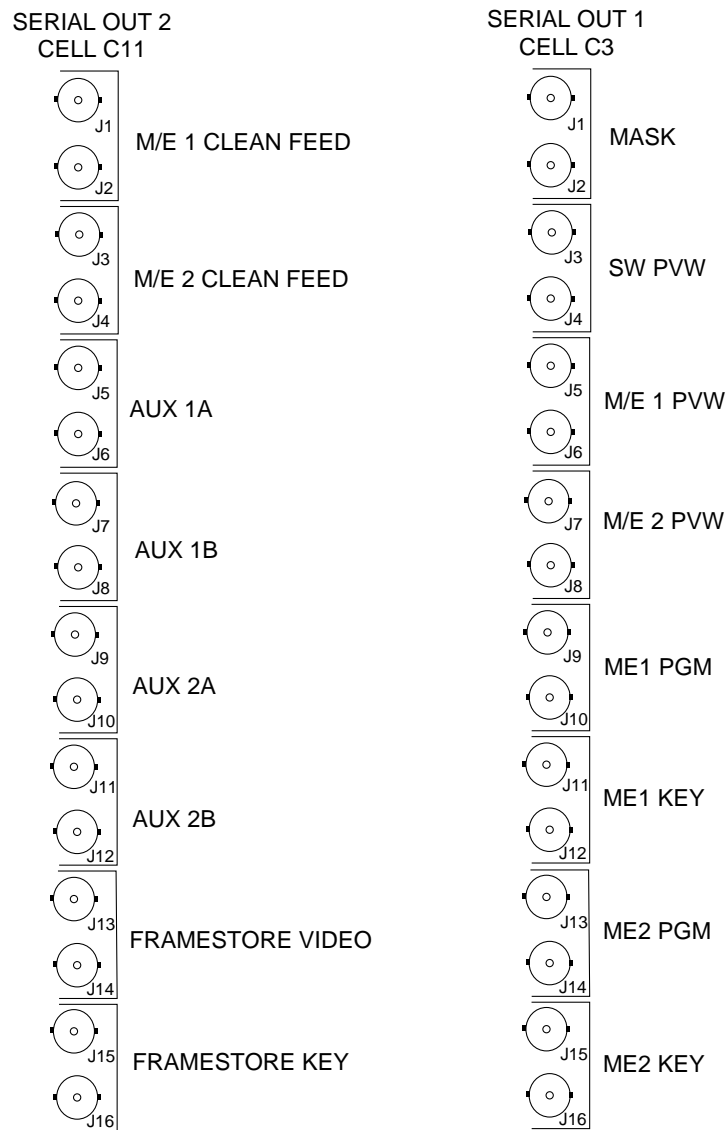 SERIAL OUT 2
CELL C11
J1
M/E 1 CLEAN FEED
J2
J3
M/E 2 CLEAN FEED
J4
J5
AUX 1A
J6
J7
AUX 1B
J8
J9
AUX 2A
J10
J11
AUX 2B
J12
J13
FRAMESTORE VIDEO
J14
J15
FRAMESTORE KEY
J16
SERIAL OUT 1
CELL C3
J1
MASK
J2
J3
SW PVW
J4
J5
M/E 1 PVW
J6
J7
M/E 2 PVW
J8
J9
ME1 PGM
J10
J11
ME1 KEY
J12
J13
ME2 PGM
J14
J15
ME2 KEY
J16